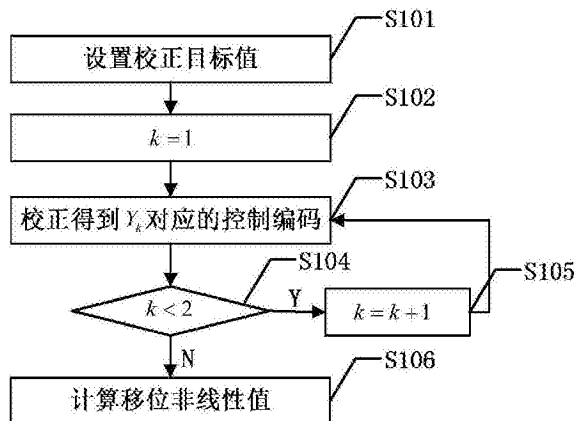 S101
设置校正目标值
S102
k=1
S103
校正得到Yk对应的控制编码
S104
k<2
Y
k=k+1
S105
N
S106
计算移位非线性值